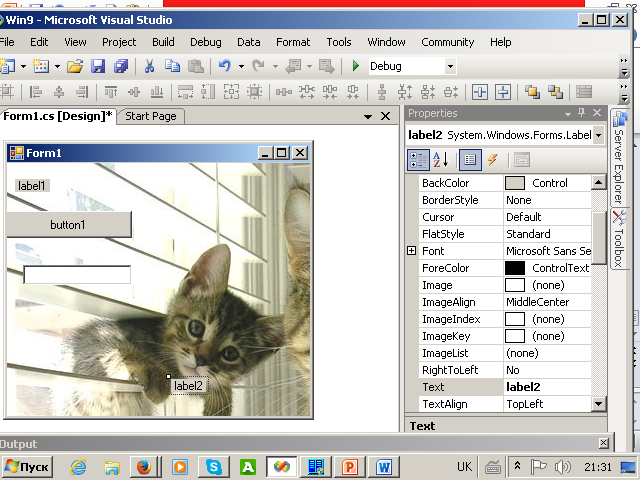 Win9 - Microsoft Visual Studio
File Edit View Project Build Debug Data Format Tools Window Community Help
Debug
Form1.cs [Design]* Start Page
Properties
label2 System.Windows.Forms.Label
BackColor Control
BorderStyle None
Cursor Default
FlatStyle Standard
Font Microsoft Sans Se
ForeColor ControlText
Image (none)
ImageAlign MiddleCenter
ImageIndex (none)
ImageKey (none)
ImageList (none)
RightToLeft No
Text label2
TextAlign TopLeft
Text
Server Explorer
Toolbox
Form1
label1
button1
label2
Output
Пуск
UK
21:31